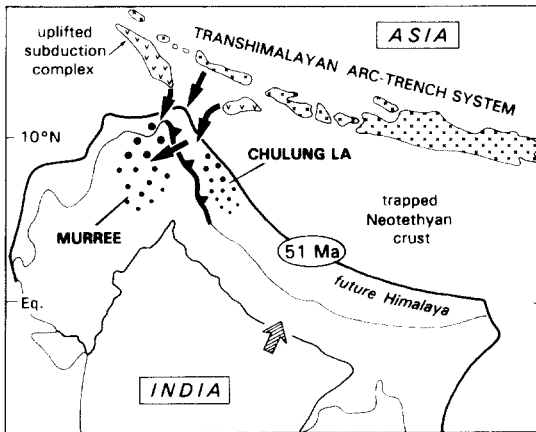 uplifted
subduction
complex
ASIA
TRANSHIMALAYAN ARC-TRENCH SYSTEM
10°N
CHULUNG LA
MURREE
trapped
Neotethyan
crust
51 Ma
Eq.
future Himalaya
INDIA